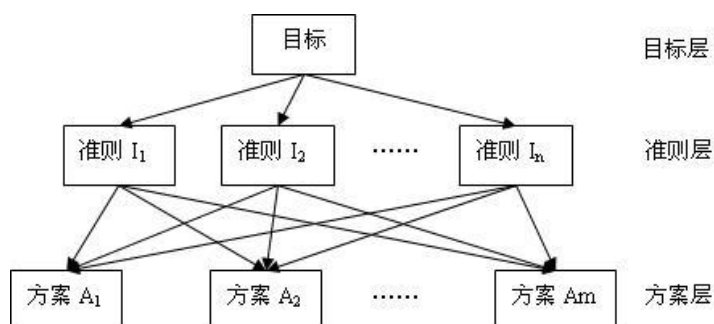 目标 目标层
准则 I₁ 准则 I₂ …… 准则 Iₙ 准则层
方案 A₁ 方案 A₂ …… 方案 Am 方案层